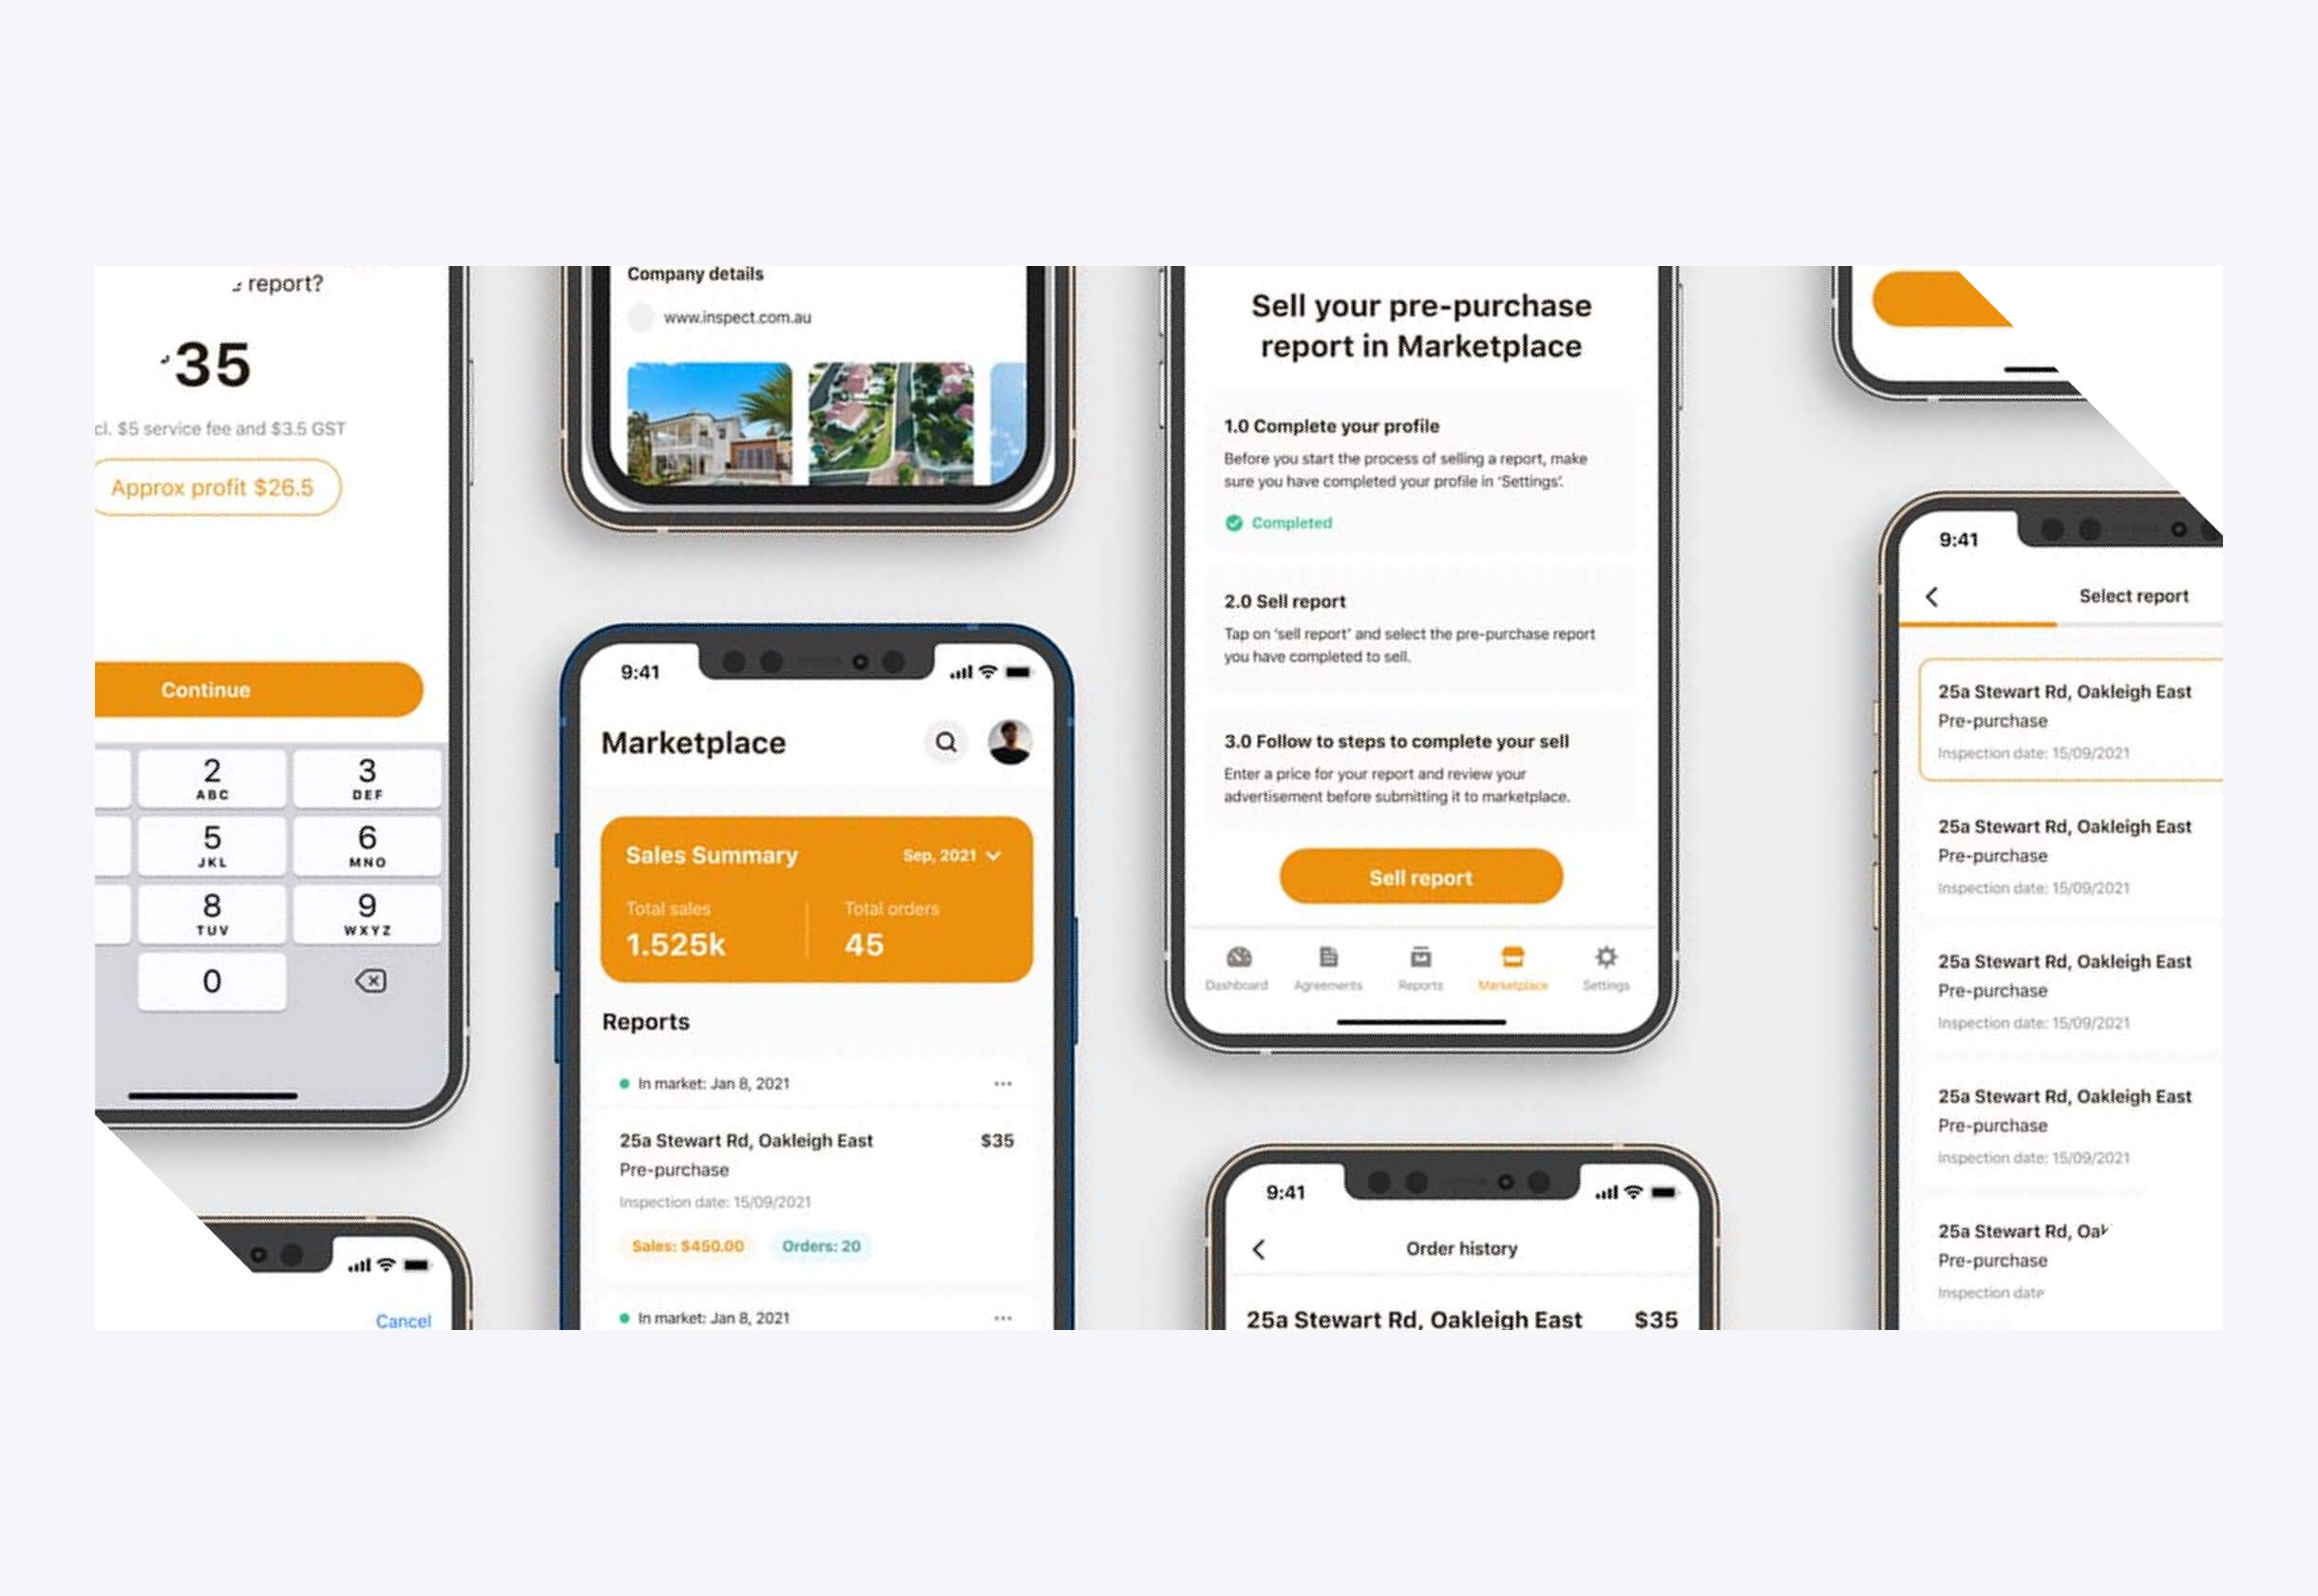 report?
35
$5 service fee and $3.5 GST
Approx profit $26.5
Continue
2
ABC
3
DEF
5
JKL
6
MNO
8
TUV
9
WXYZ
0
Cancel
Company details
www.inspect.com.au
9:41
Marketplace
Sales Summary
Sep, 2021
Total sales
Total orders
1.525k
45
Reports
In market: Jan 8, 2021
25a Stewart Rd, Oakleigh East
$35
Pre-purchase
Inspection date: 15/09/2021
Sales: $450.00
Orders: 20
In market: Jan 8, 2021
Sell your pre-purchase
report in Marketplace
1.0 Complete your profile
Before you start the process of selling a report, make
sure you have completed your profile in ‘Settings’.
Completed
2.0 Sell report
Tap on ‘sell report’ and select the pre-purchase report
you have completed to sell.
3.0 Follow to steps to complete your sell
Enter a price for your report and review your
advertisement before submitting it to marketplace.
Sell report
Dashboard
Agreements
Reports
Marketplace
Settings
9:41
Order history
25a Stewart Rd, Oakleigh East
$35
9:41
Select report
25a Stewart Rd, Oakleigh East
Pre-purchase
Inspection date: 15/09/2021
25a Stewart Rd, Oakleigh East
Pre-purchase
Inspection date: 15/09/2021
25a Stewart Rd, Oakleigh East
Pre-purchase
Inspection date: 15/09/2021
25a Stewart Rd, Oakleigh East
Pre-purchase
Inspection date: 15/09/2021
25a Stewart Rd,
Pre-purchase
Inspection date